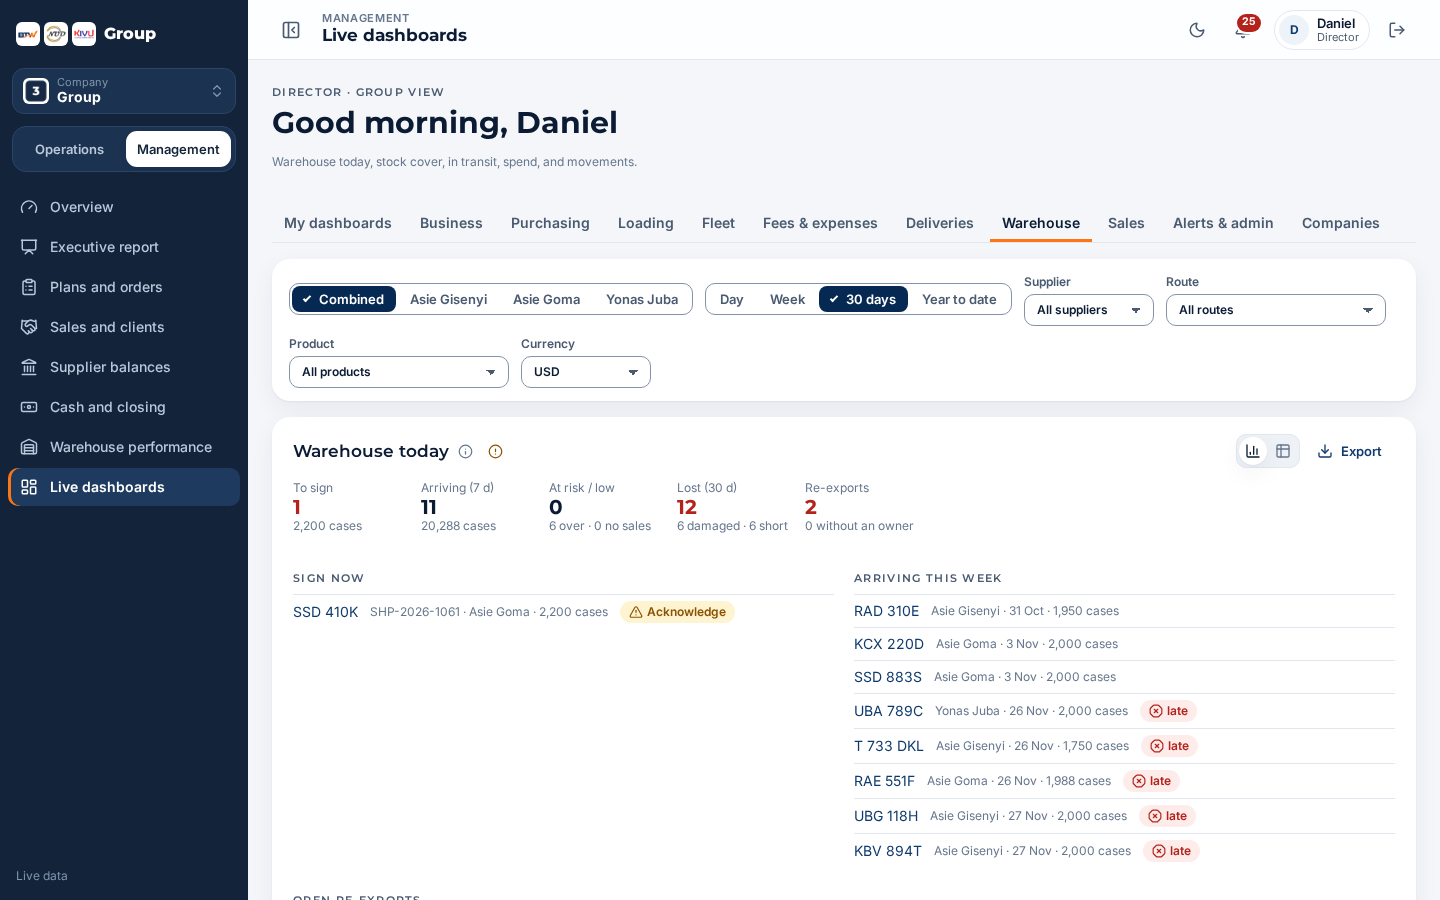 BTW
NTD
KIVU
Group
Company
3
Group
Operations
Management
Overview
Executive report
Plans and orders
Sales and clients
Supplier balances
Cash and closing
Warehouse performance
Live dashboards
Live data
MANAGEMENT
Live dashboards
25
D
Daniel
Director
DIRECTOR · GROUP VIEW
Good morning, Daniel
Warehouse today, stock cover, in transit, spend, and movements.
My dashboards Business Purchasing Loading Fleet Fees & expenses Deliveries Warehouse Sales Alerts & admin Companies
Combined Asie Gisenyi Asie Goma Yonas Juba
Day Week 30 days Year to date
Supplier
All suppliers
Route
All routes
Product
All products
Currency
USD
Warehouse today
Export
To sign
1
2,200 cases
Arriving (7 d)
11
20,288 cases
At risk / low
0
6 over · 0 no sales
Lost (30 d)
12
6 damaged · 6 short
Re-exports
2
0 without an owner
SIGN NOW
SSD 410K SHP-2026-1061 · Asie Goma · 2,200 cases Acknowledge
ARRIVING THIS WEEK
RAD 310E Asie Gisenyi · 31 Oct · 1,950 cases
KCX 220D Asie Goma · 3 Nov · 2,000 cases
SSD 883S Asie Goma · 3 Nov · 2,000 cases
UBA 789C Yonas Juba · 26 Nov · 2,000 cases late
T 733 DKL Asie Gisenyi · 26 Nov · 1,750 cases late
RAE 551F Asie Goma · 26 Nov · 1,988 cases late
UBG 118H Asie Gisenyi · 27 Nov · 2,000 cases late
KBV 894T Asie Gisenyi · 27 Nov · 2,000 cases late
OPEN RE-EXPORTS